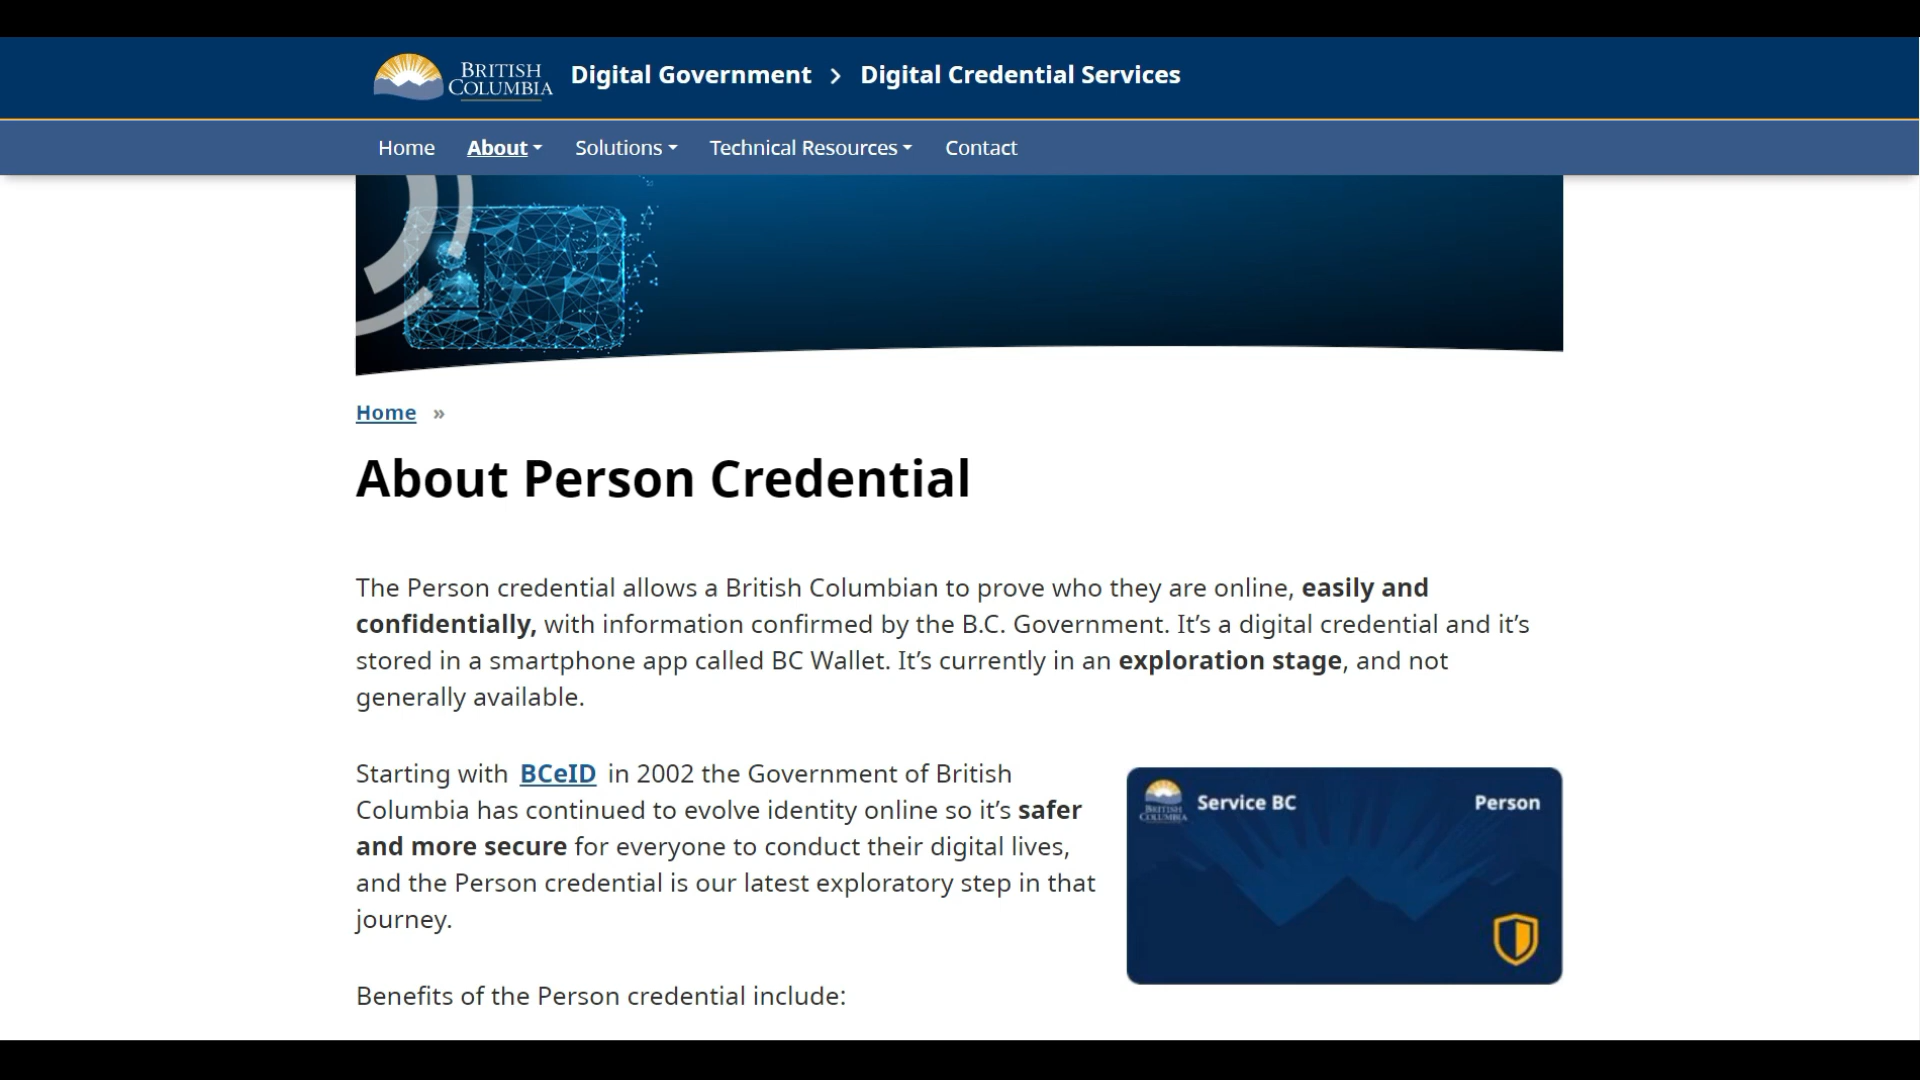 BRITISH
COLUMBIA
Digital Government > Digital Credential Services
Home About Solutions Technical Resources Contact
Home »
About Person Credential
The Person credential allows a British Columbian to prove who they are online, easily and
confidentially, with information confirmed by the B.C. Government. It’s a digital credential and it’s
stored in a smartphone app called BC Wallet. It’s currently in an exploration stage, and not
generally available.
Starting with BCeID in 2002 the Government of British
Columbia has continued to evolve identity online so it’s safer
and more secure for everyone to conduct their digital lives,
and the Person credential is our latest exploratory step in that
journey.
BRITISH
COLUMBIA
Service BC
Person
Benefits of the Person credential include: